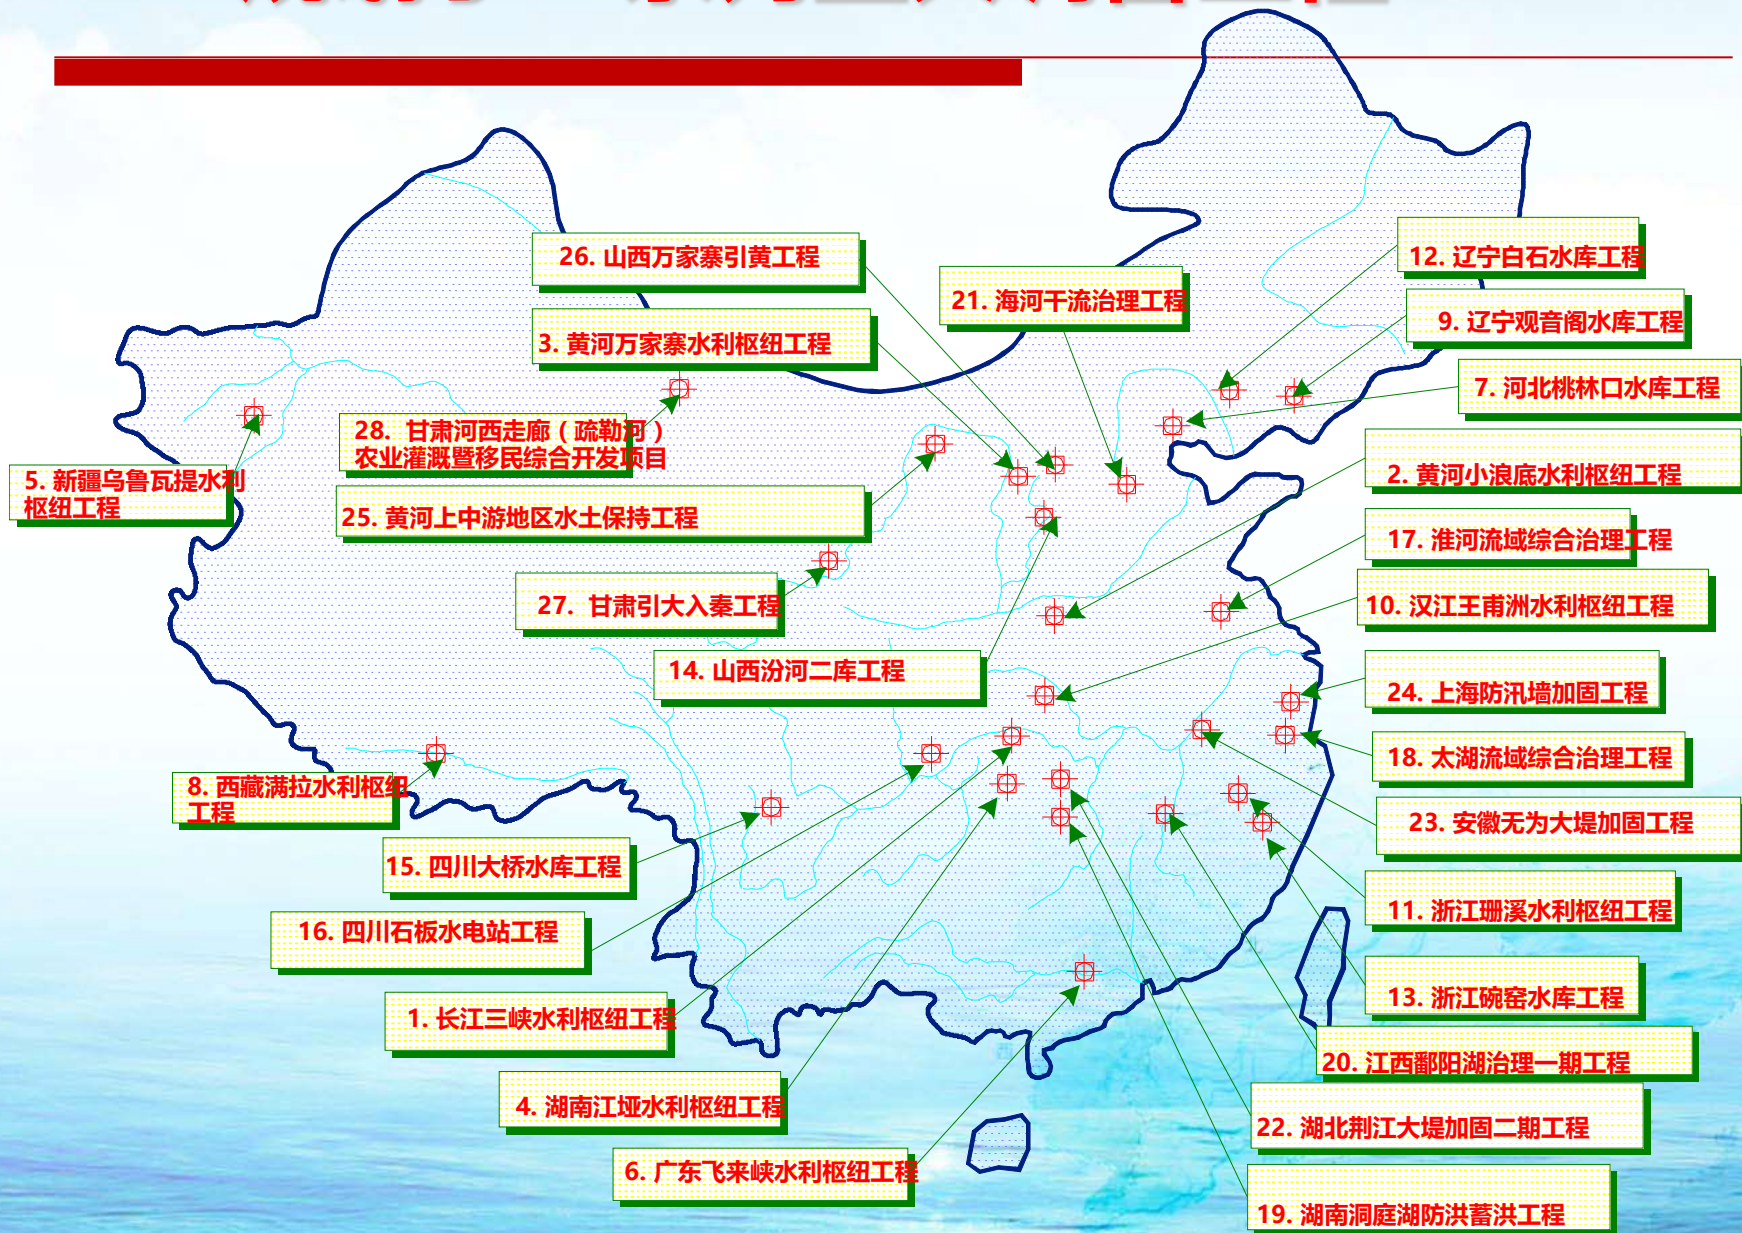 12. 辽宁白石水库工程
26. 山西万家寨引黄工程
21. 海河干流治理工程
9. 辽宁观音阁水库工程
3. 黄河万家寨水利枢纽工程
7. 河北桃林口水库工程
28. 甘肃河西走廊（疏勒河）
农业灌溉暨移民综合开发项目
2. 黄河小浪底水利枢纽工程
5. 新疆乌鲁瓦提水利
枢纽工程
25. 黄河上中游地区水土保持工程
17. 淮河流域综合治理工程
27. 甘肃引大入秦工程
10. 汉江王甫洲水利枢纽工程
14. 山西汾河二库工程
24. 上海防汛墙加固工程
18. 太湖流域综合治理工程
8. 西藏满拉水利枢纽
工程
23. 安徽无为大堤加固工程
15. 四川大桥水库工程
11. 浙江珊溪水利枢纽工程
16. 四川石板水电站工程
13. 浙江碗窑水库工程
1. 长江三峡水利枢纽工程
20. 江西鄱阳湖治理一期工程
4. 湖南江垭水利枢纽工程
22. 湖北荆江大堤加固二期工程
6. 广东飞来峡水利枢纽工程
19. 湖南洞庭湖防洪蓄洪工程